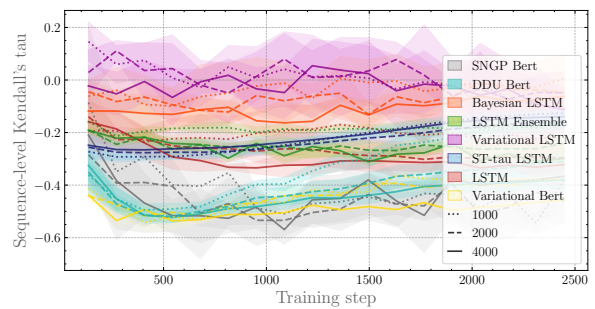 Sequence-level Kendall's tau
0.2
0.0
−0.2
−0.4
−0.6
SNGP Bert
DDU Bert
Bayesian LSTM
LSTM Ensemble
Variational LSTM
ST-tau LSTM
LSTM
Variational Bert
1000
2000
4000
500
1000
1500
2000
2500
Training step